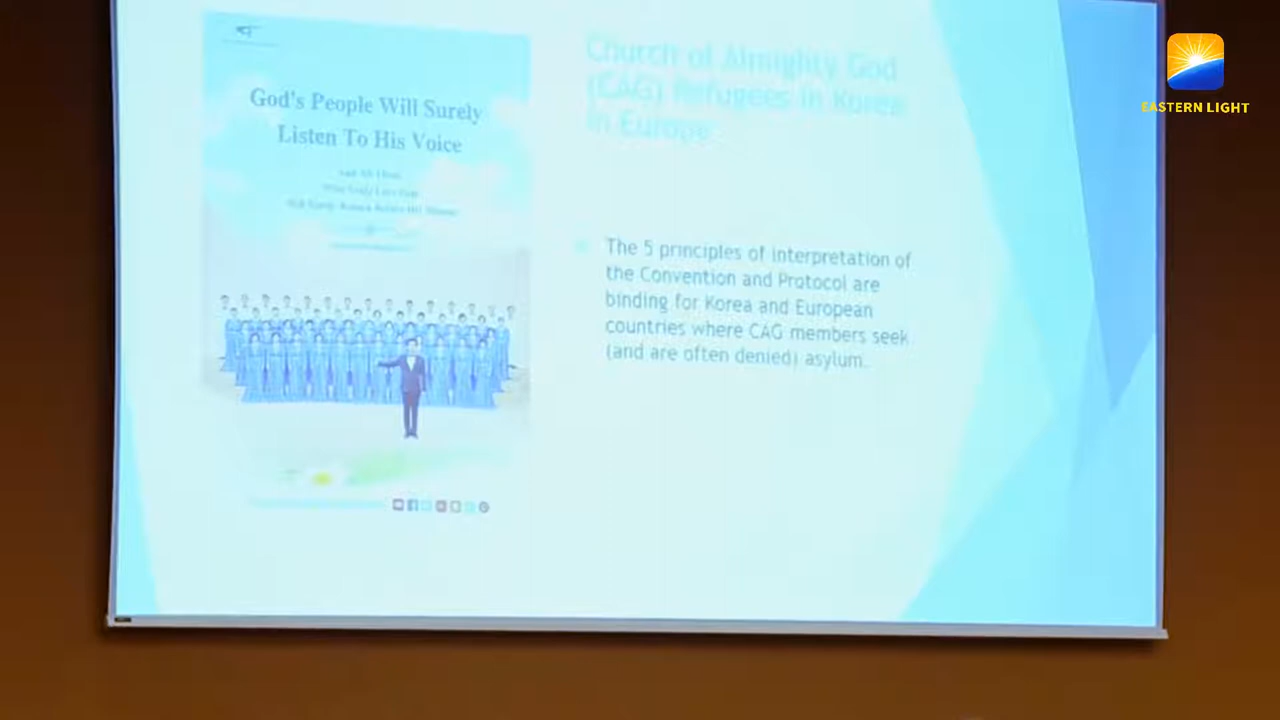 EASTERN LIGHT
God's People Will Surely
Listen To His Voice
Church of Almighty God
(CAG) Refugees in Korea
in Europe
The 5 principles of interpretation of
the Convention and Protocol are
binding for Korea and European
countries where CAG members seek
(and are often denied) asylum.